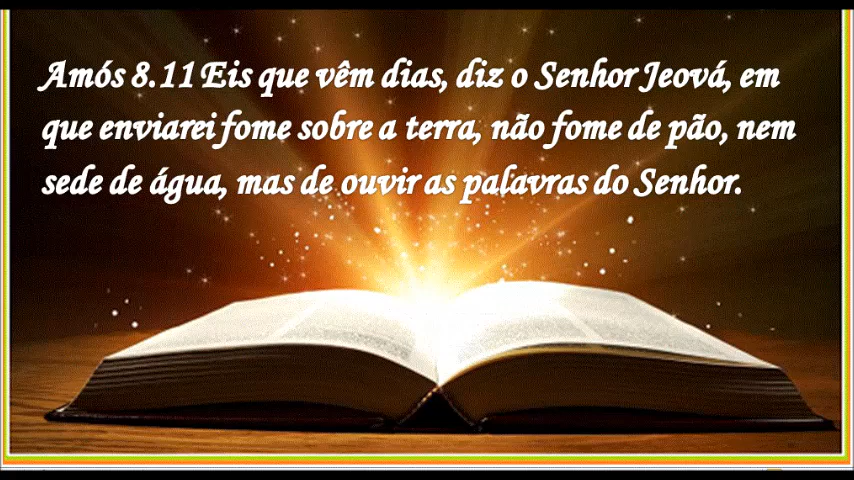 Amós 8.11 Eis que vêm dias, diz o Senhor Jeová, em
que enviarei fome sobre a terra, não fome de pão, nem
sede de água, mas de ouvir as palavras do Senhor.